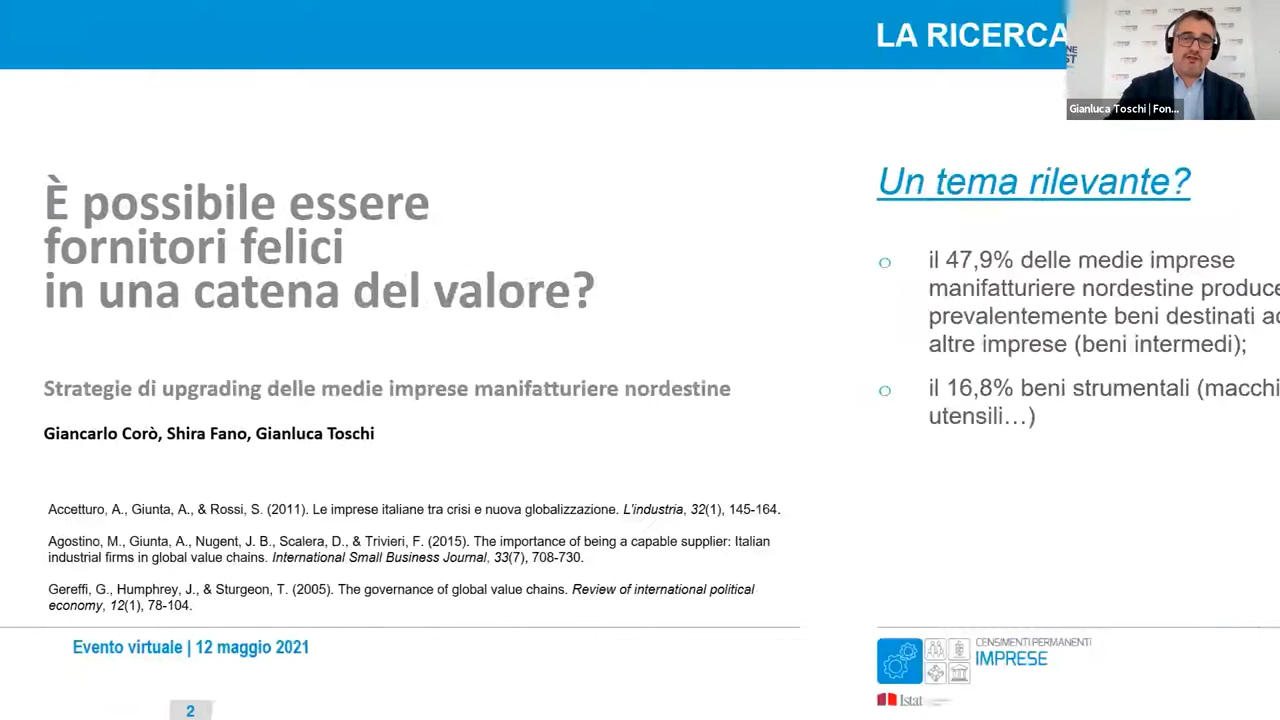 LA RICERCA
Gianluca Toschi | Fon...
È possibile essere
fornitori felici
in una catena del valore?
Strategie di upgrading delle medie imprese manifatturiere nordestine
Giancarlo Corò, Shira Fano, Gianluca Toschi
Accetturo, A., Giunta, A., & Rossi, S. (2011). Le imprese italiane tra crisi e nuova globalizzazione. L'industria, 32(1), 145-164.
Agostino, M., Giunta, A., Nugent, J. B., Scalera, D., & Trivieri, F. (2015). The importance of being a capable supplier: Italian
industrial firms in global value chains. International Small Business Journal, 33(7), 708-730.
Gereffi, G., Humphrey, J., & Sturgeon, T. (2005). The governance of global value chains. Review of international political
economy, 12(1), 78-104.
Evento virtuale | 12 maggio 2021
2
Un tema rilevante?
il 47,9% delle medie imprese
manifatturiere nordestine produce
prevalentemente beni destinati ad
altre imprese (beni intermedi);
il 16,8% beni strumentali (macchi
utensili…)
CENSIMENTI PERMANENTI
IMPRESE
Istat